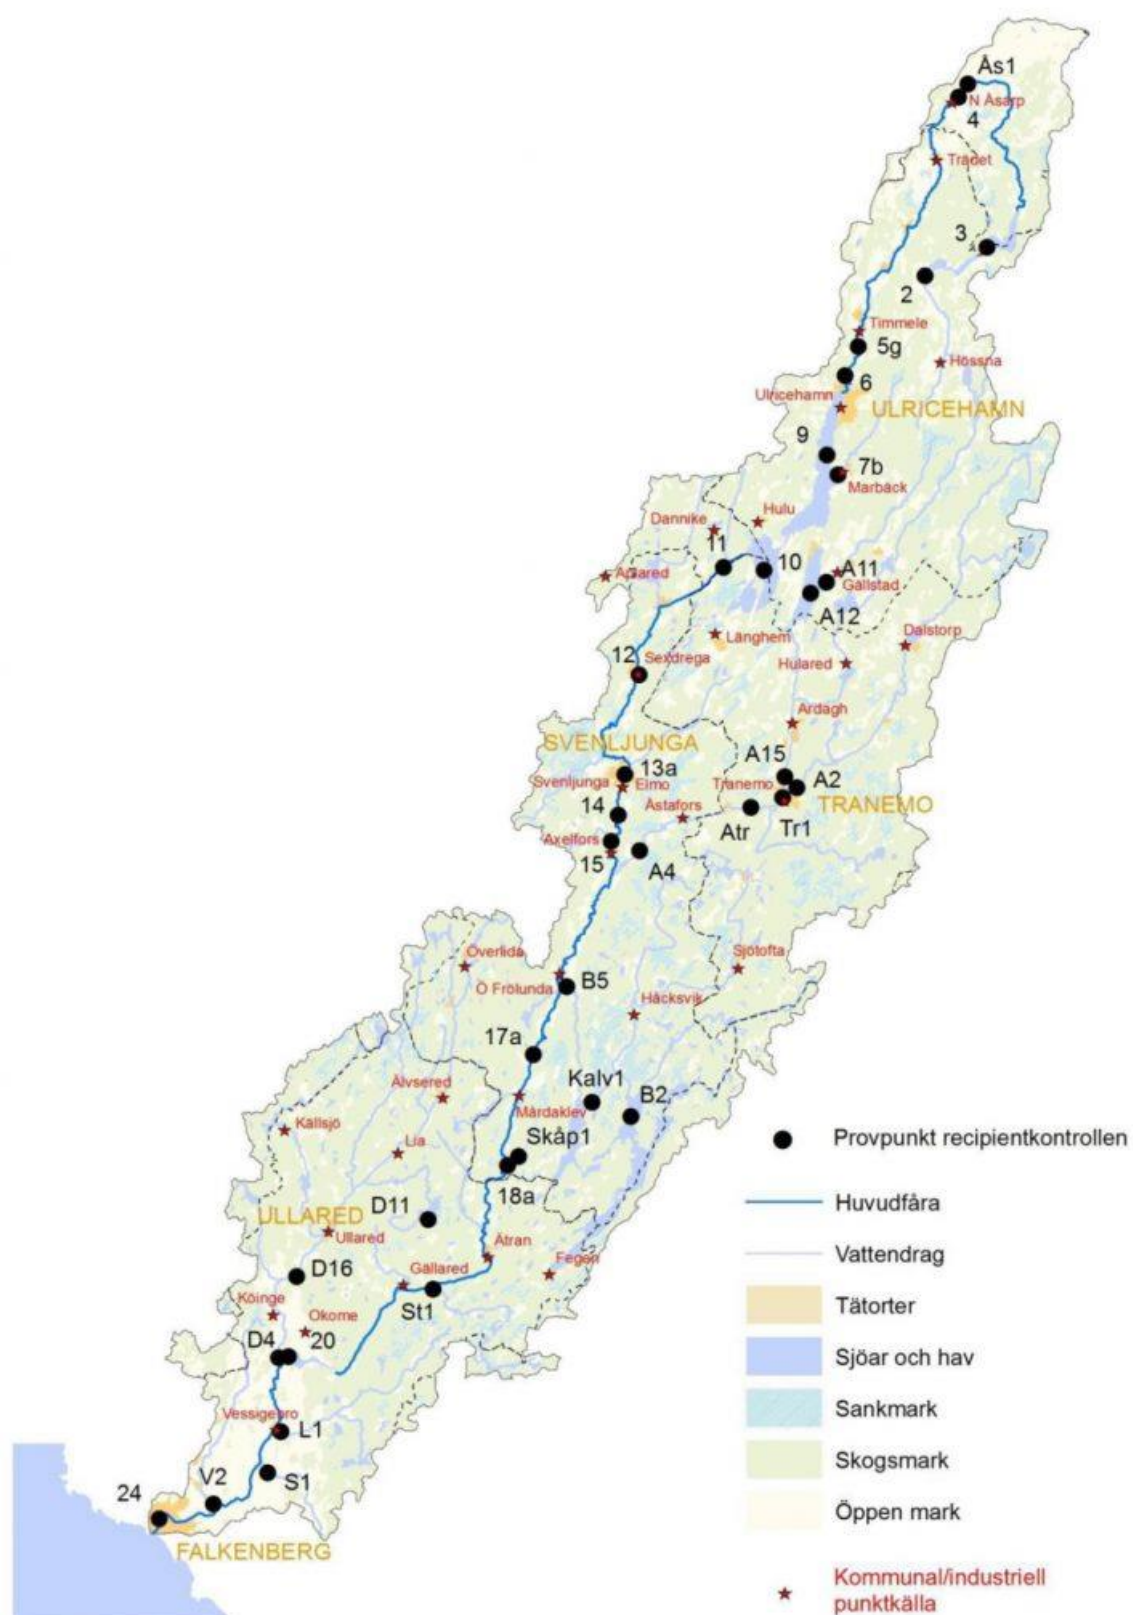 Ås1
N Åsarp
4
Trädet
3
2
Timmele
5g
Hössna
6
Ulricehamn
ULRICEHAMN
9
7b
Marbäck
Hulu
Dannike
11
10
A11
Äplared
Gällstad
A12
Länghem
Dalstorp
12
Sexdrega
Hulared
Ardagh
SVENLJUNGA
A15
13a
A2
Svenljunga
Elmo
Tranemo
TRANEMO
14
Åstafors
Atr
Tr1
Axelfors
15
A4
Överlida
Sjötofta
Ö Frölunda
B5
Håcksvik
17a
Kalv1
B2
Älvsered
Mårdaklev
Källsjö
Skåp1
Lia
18a
D11
ULLARED
Ullared
Ätran
D16
Gällared
Fegen
St1
Köinge
Okome
D4
20
Vessigebro
L1
V2
S1
24
FALKENBERG
Provpunkt recipientkontrollen
Huvudfåra
Vattendrag
Tätorter
Sjöar och hav
Sankmark
Skogsmark
Öppen mark
Kommunal/industriell
punktkälla